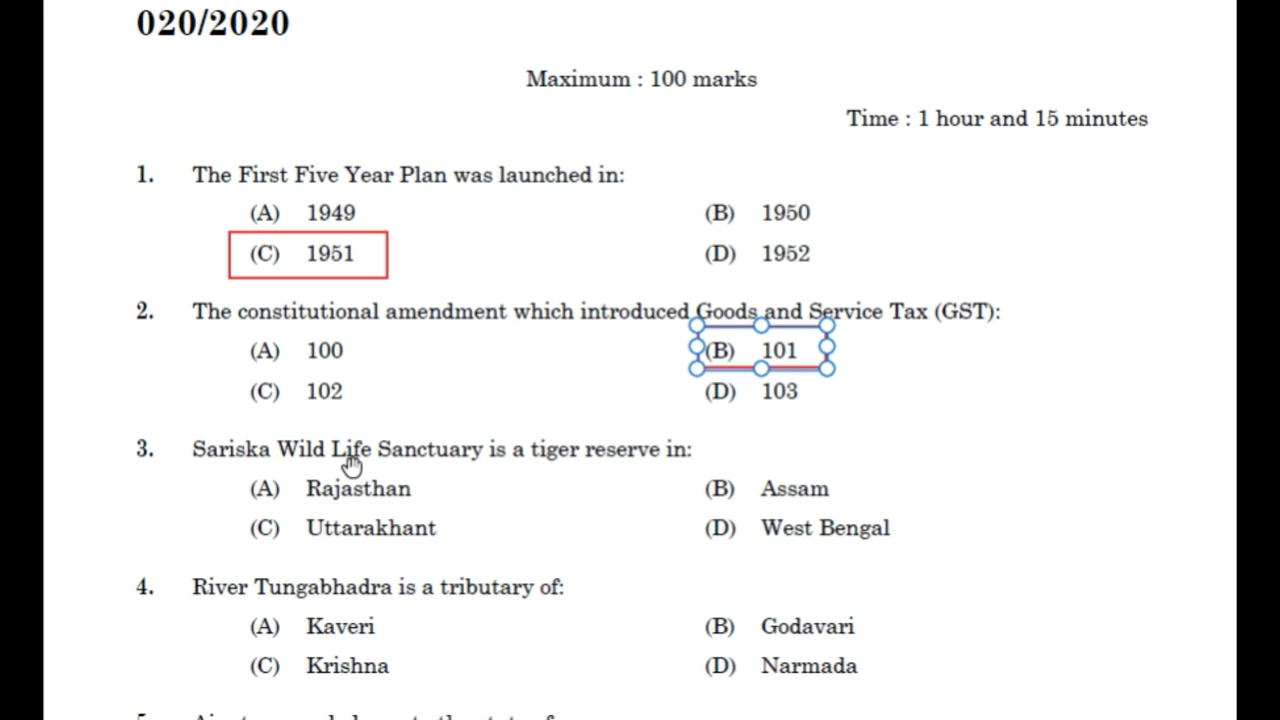 020/2020
Maximum : 100 marks
Time : 1 hour and 15 minutes
1. The First Five Year Plan was launched in:
(A) 1949 (B) 1950
(C) 1951 (D) 1952
2. The constitutional amendment which introduced Goods and Service Tax (GST):
(A) 100 (B) 101
(C) 102 (D) 103
3. Sariska Wild Life Sanctuary is a tiger reserve in:
(A) Rajasthan (B) Assam
(C) Uttarakhant (D) West Bengal
4. River Tungabhadra is a tributary of:
(A) Kaveri (B) Godavari
(C) Krishna (D) Narmada